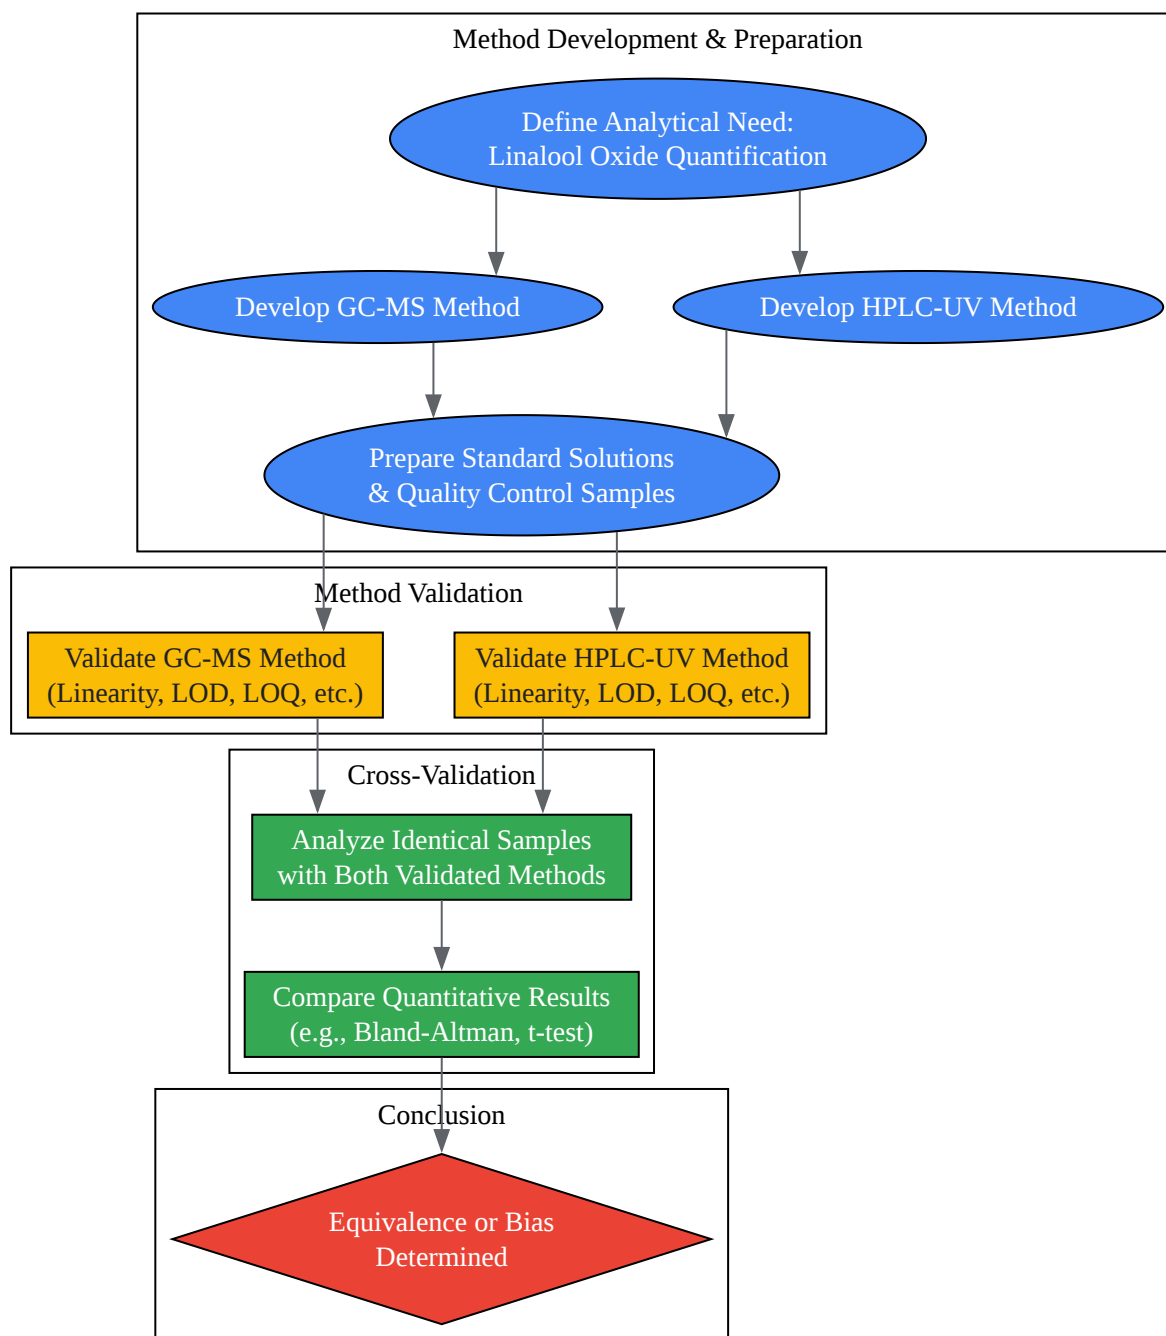 Method Development & Preparation
Define Analytical Need:
Linalool Oxide Quantification
Develop GC-MS Method
Develop HPLC-UV Method
Prepare Standard Solutions
& Quality Control Samples
Method Validation
Validate GC-MS Method
(Linearity, LOD, LOQ, etc.)
Validate HPLC-UV Method
(Linearity, LOD, LOQ, etc.)
Cross-Validation
Analyze Identical Samples
with Both Validated Methods
Compare Quantitative Results
(e.g., Bland-Altman, t-test)
Conclusion
Equivalence or Bias
Determined